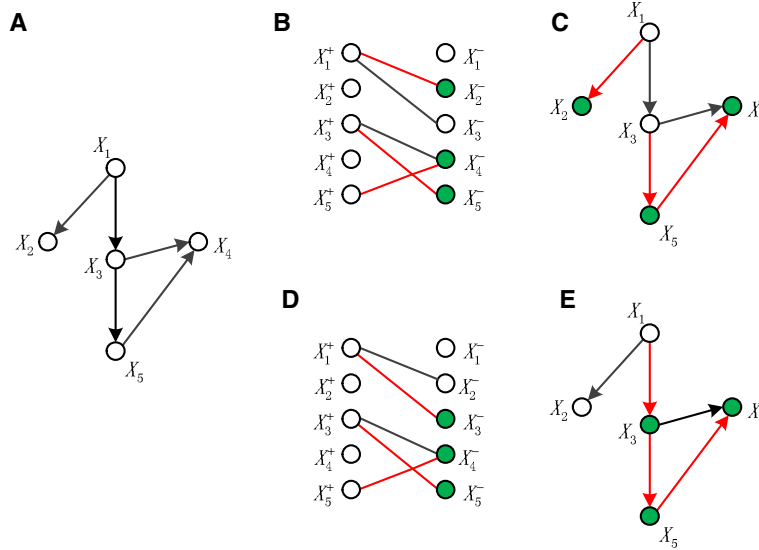 A
X₁
X₂
X₃
X₄
X₅
B
X₁⁺ X₁⁻
X₂⁺ X₂⁻
X₃⁺ X₃⁻
X₄⁺ X₄⁻
X₅⁺ X₅⁻
C
X₁
X₂
X₃
X
X₅
D
X₁⁺ X₁⁻
X₂⁺ X₂⁻
X₃⁺ X₃⁻
X₄⁺ X₄⁻
X₅⁺ X₅⁻
E
X₁
X₂
X₃
X
X₅